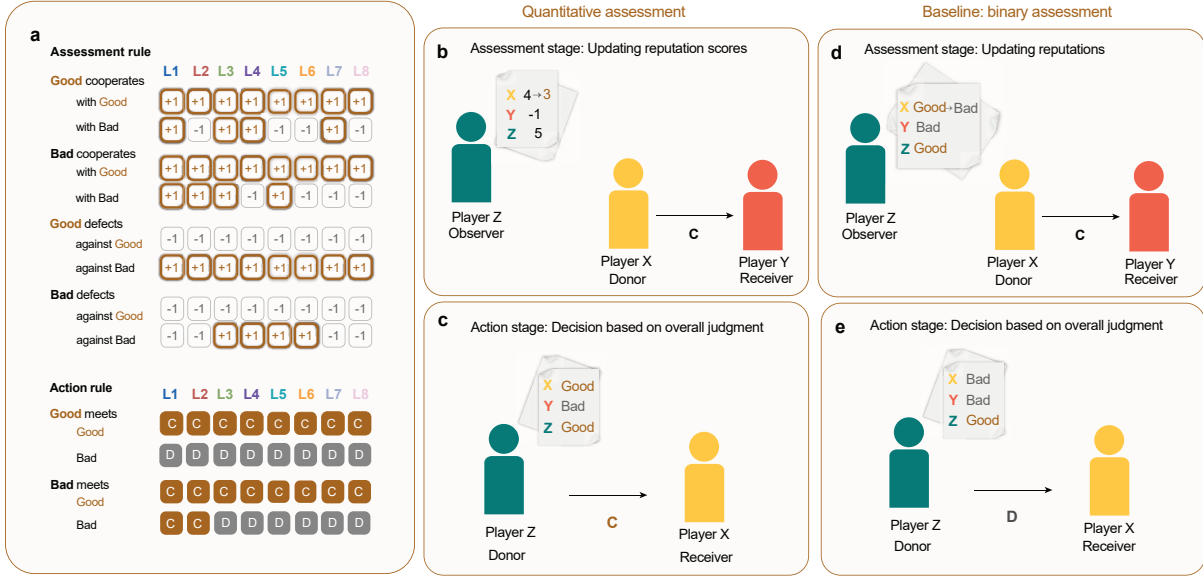 Quantitative assessment
Baseline: binary assessment
a
Assessment rule
L1 L2 L3 L4 L5 L6 L7 L8
Good cooperates
with Good +1 +1 +1 +1 +1 +1 +1 +1
with Bad +1 -1 +1 +1 -1 -1 +1 -1
Bad cooperates
with Good +1 +1 +1 +1 +1 +1 +1 +1
with Bad +1 +1 +1 -1 +1 -1 -1 -1
Good defects
against Good -1 -1 -1 -1 -1 -1 -1 -1
against Bad +1 +1 +1 +1 +1 +1 +1 +1
Bad defects
against Good -1 -1 -1 -1 -1 -1 -1 -1
against Bad -1 -1 +1 +1 +1 +1 -1 -1
Action rule
L1 L2 L3 L4 L5 L6 L7 L8
Good meets
Good C C C C C C C C
Bad D D D D D D D D
Bad meets
Good C C C C C C C C
Bad C C D D D D D D
b
Assessment stage: Updating reputation scores
X 4→3
Y -1
Z 5
Player Z
Observer
C
Player X
Donor
Player Y
Receiver
c
Action stage: Decision based on overall judgment
X Good
Y Bad
Z Good
C
Player Z
Donor
Player X
Receiver
d
Assessment stage: Updating reputations
X Good→Bad
Y Bad
Z Good
Player Z
Observer
C
Player X
Donor
Player Y
Receiver
e
Action stage: Decision based on overall judgment
X Bad
Y Bad
Z Good
D
Player Z
Donor
Player X
Receiver